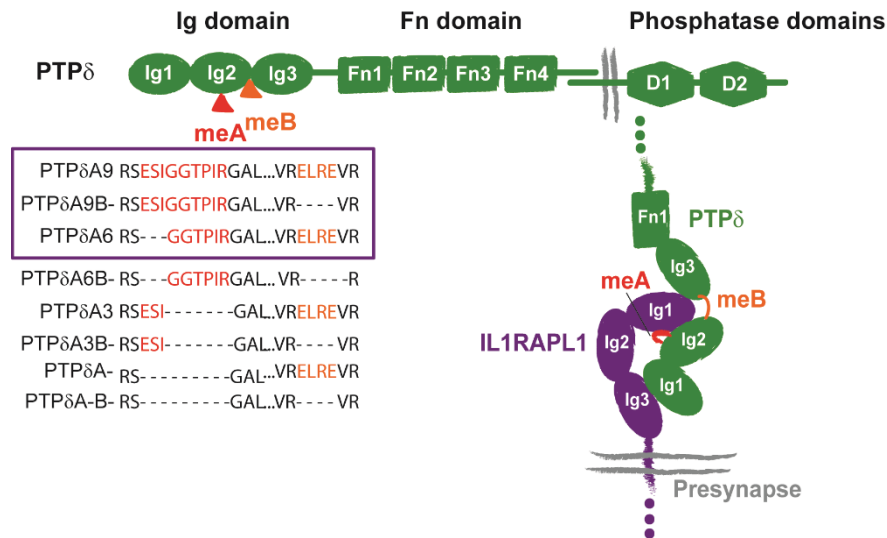 Ig domain Fn domain Phosphatase domains
PTPδ Ig1 Ig2 Ig3 Fn1 Fn2 Fn3 Fn4 D1 D2
meA meB
PTPδA9 RSESIGGTPIRGAL...VRELREVR
PTPδA9B- RSESIGGTPIRGAL...VR----VR
PTPδA6 RS---GGTPIRGAL...VRELREVR
PTPδA6B- RS---GGTPIRGAL...VR-----R
PTPδA3 RSESI-------GAL...VRELREVR
PTPδA3B- RSESI-------GAL...VR----VR
PTPδA- RS---------GAL...VRELREVR
PTPδA-B- RS---------GAL...VR----VR
Fn1 PTPδ
Ig3
meA meB
Ig1
IL1RAPL1 Ig2 Ig2
Ig1
Ig3
Presynapse